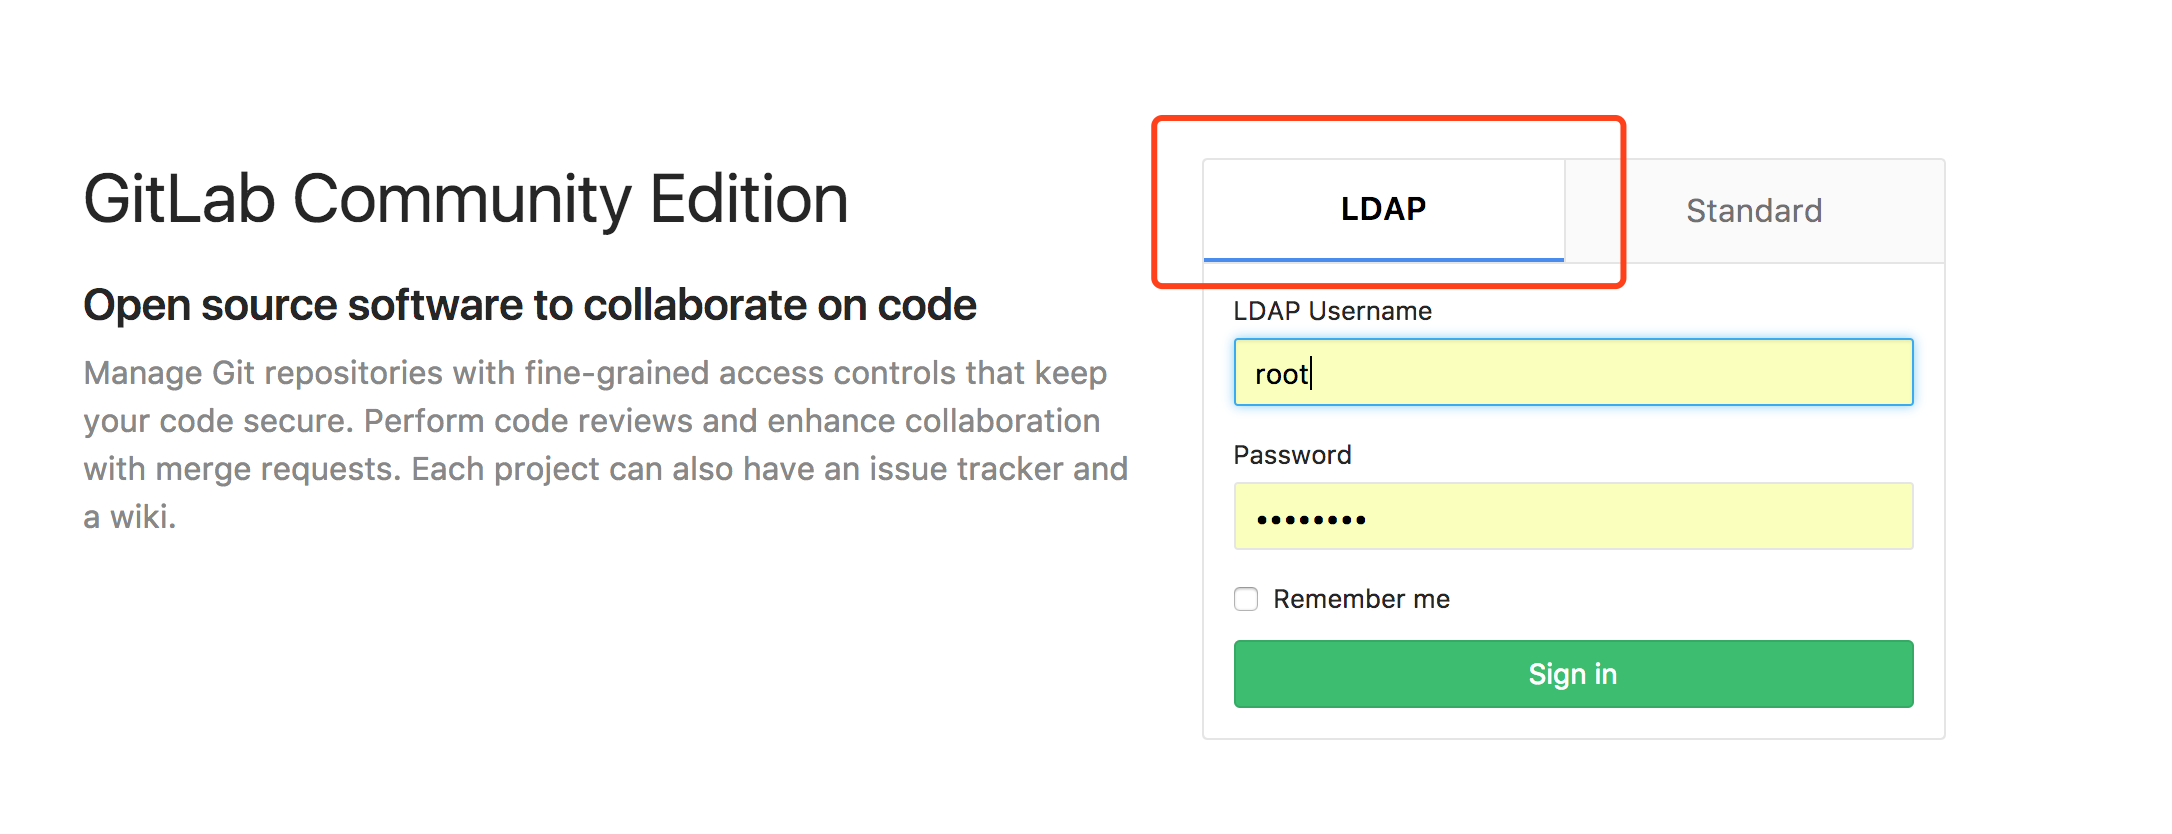 GitLab Community Edition
Open source software to collaborate on code
Manage Git repositories with fine-grained access controls that keep
your code secure. Perform code reviews and enhance collaboration
with merge requests. Each project can also have an issue tracker and
a wiki.
LDAP
Standard
LDAP Username
root
Password
••••••••
Remember me
Sign in